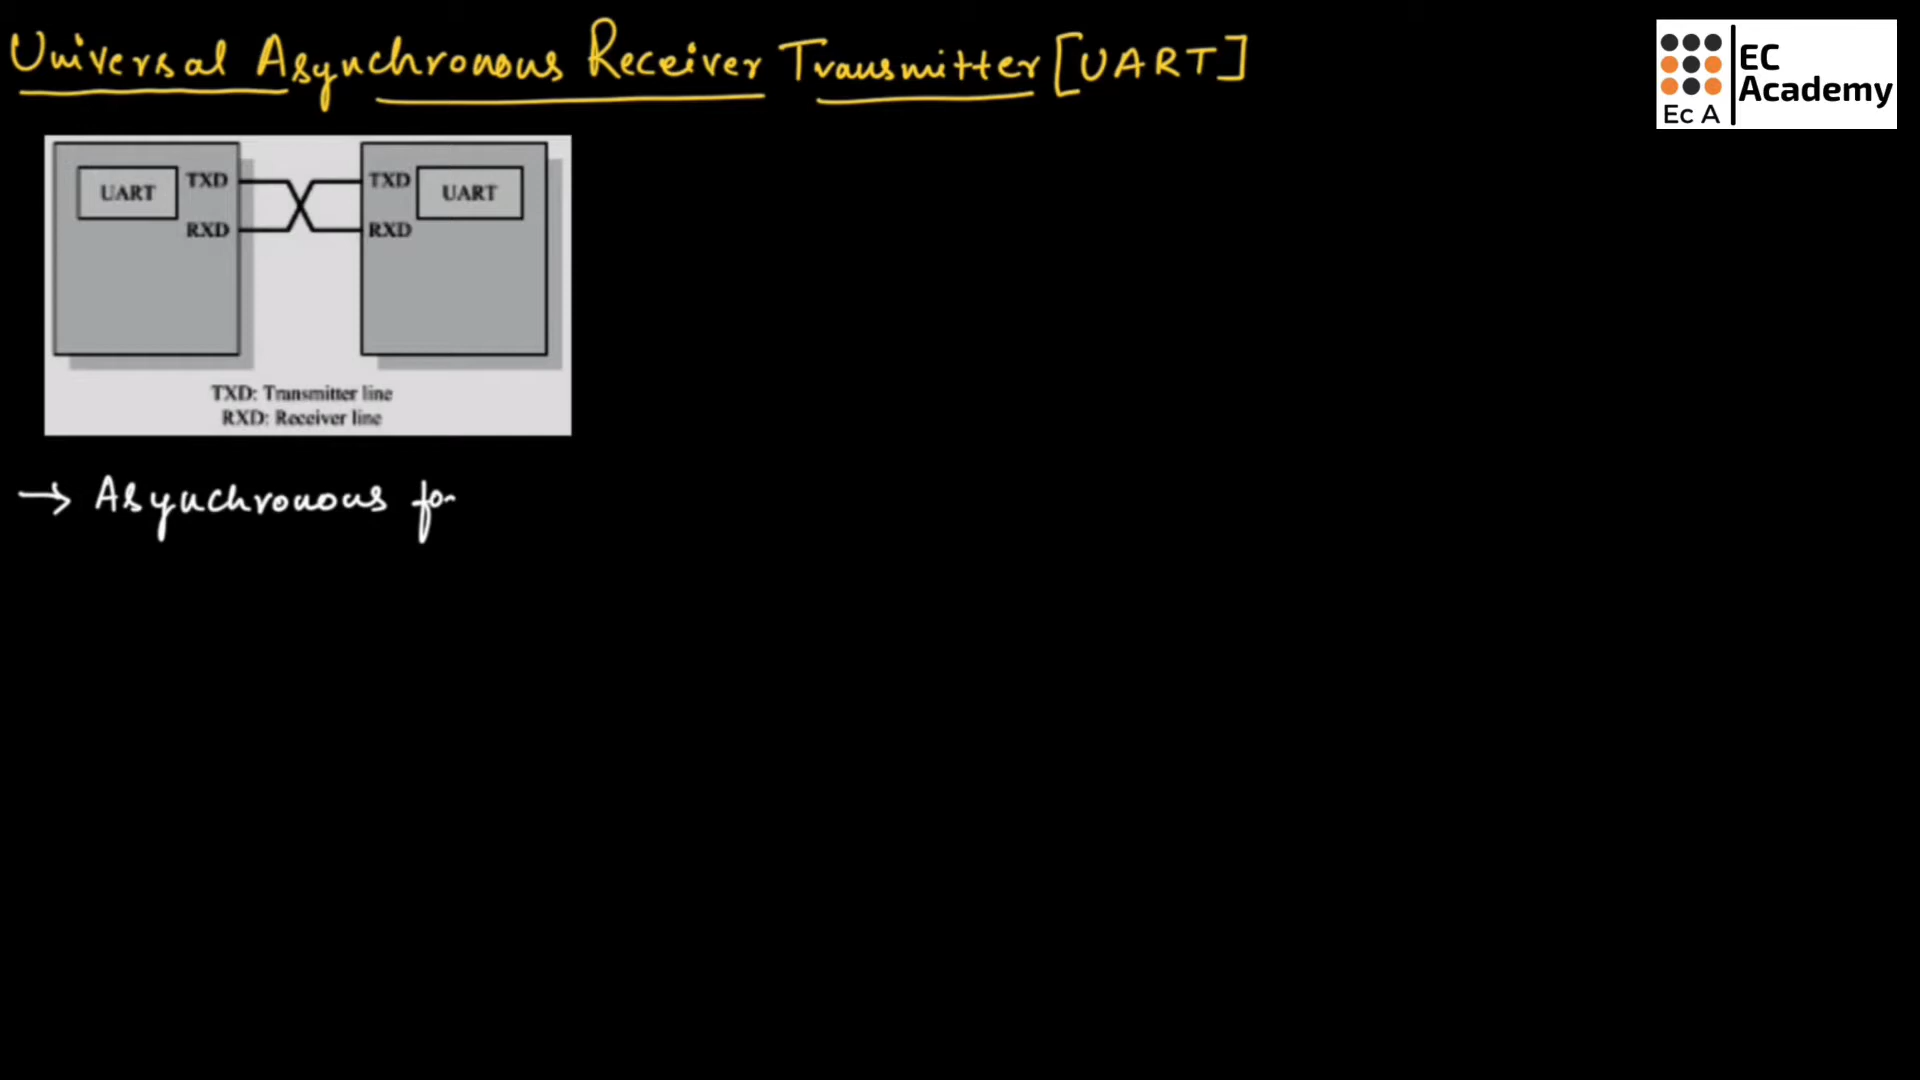 Universal Asynchronous Receiver Transmitter [UART]
EC
Academy
Ec A
UART TXD TXD UART
RXD RXD
TXD: Transmitter line
RXD: Receiver line
→ Asynchronous fo